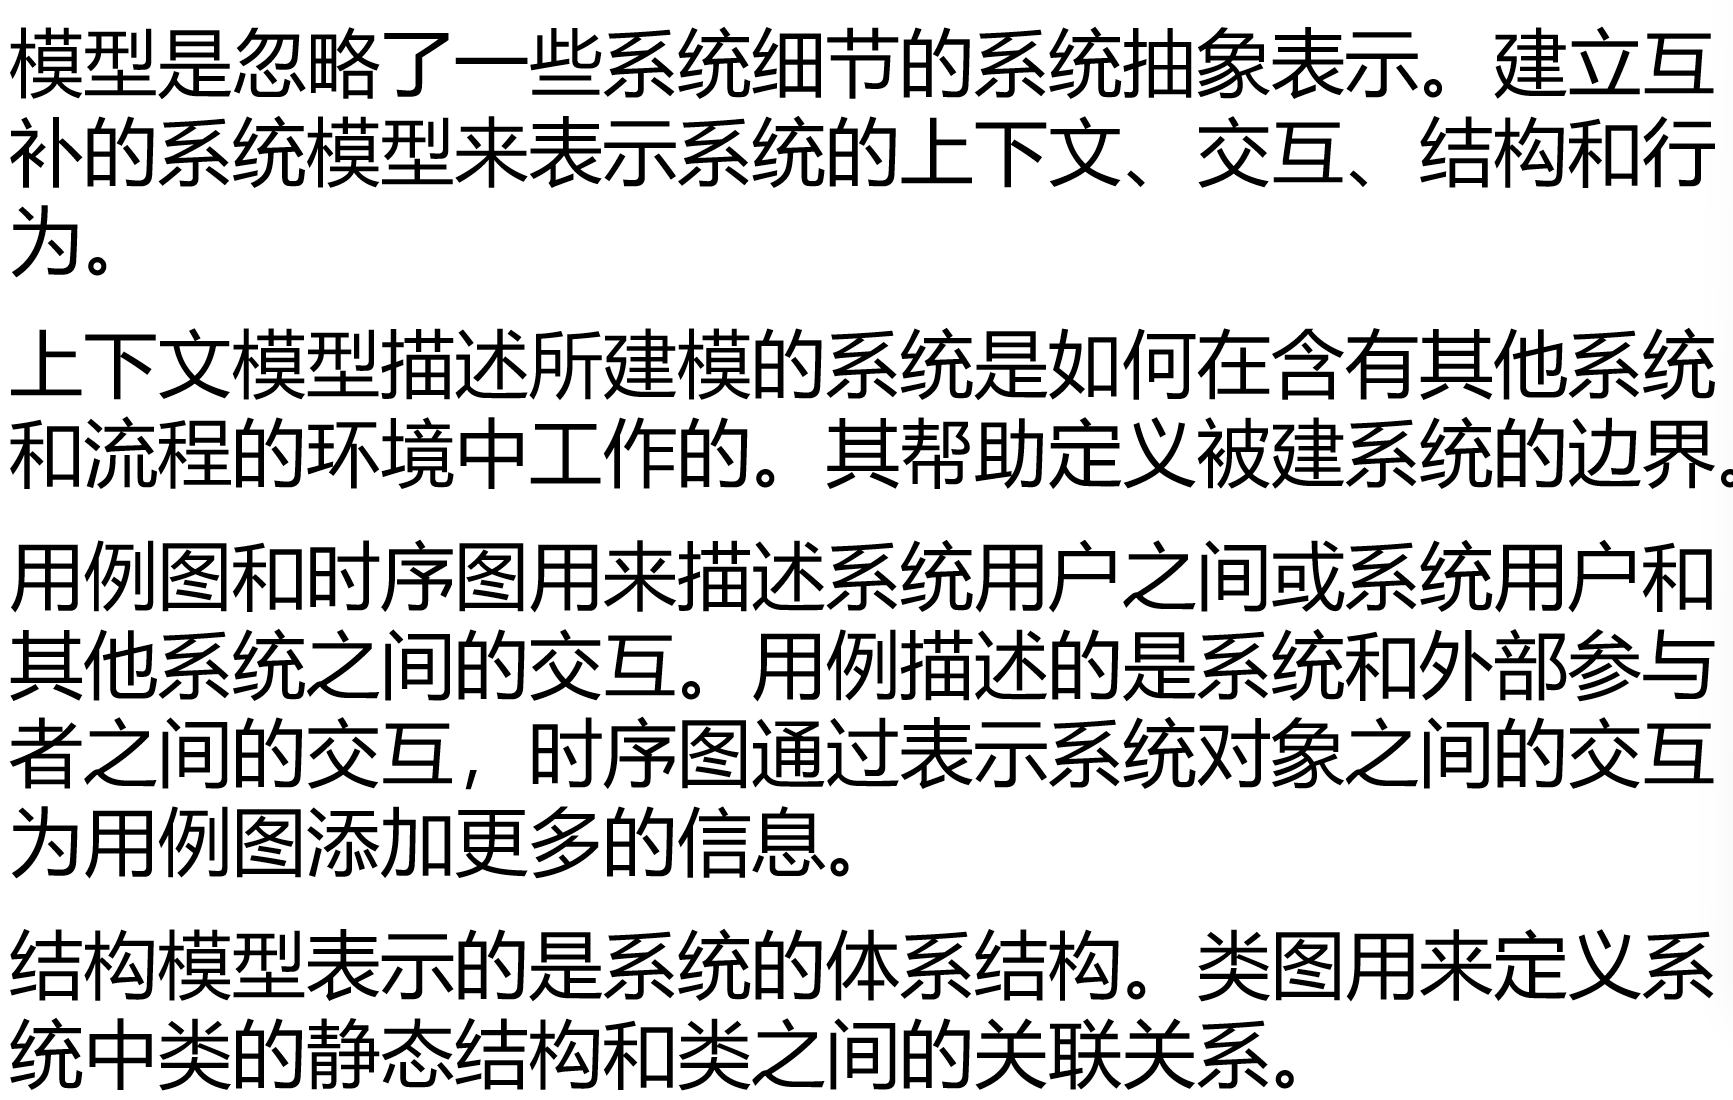 模型是忽略了一些系统细节的系统抽象表示。建立互
补的系统模型来表示系统的上下文、交互、结构和行
为。
上下文模型描述所建模的系统是如何在含有其他系统
和流程的环境中工作的。其帮助定义被建系统的边界。
用例图和时序图用来描述系统用户之间或系统用户和
其他系统之间的交互。用例描述的是系统和外部参与
者之间的交互，时序图通过表示系统对象之间的交互
为用例图添加更多的信息。
结构模型表示的是系统的体系结构。类图用来定义系
统中类的静态结构和类之间的关联关系。